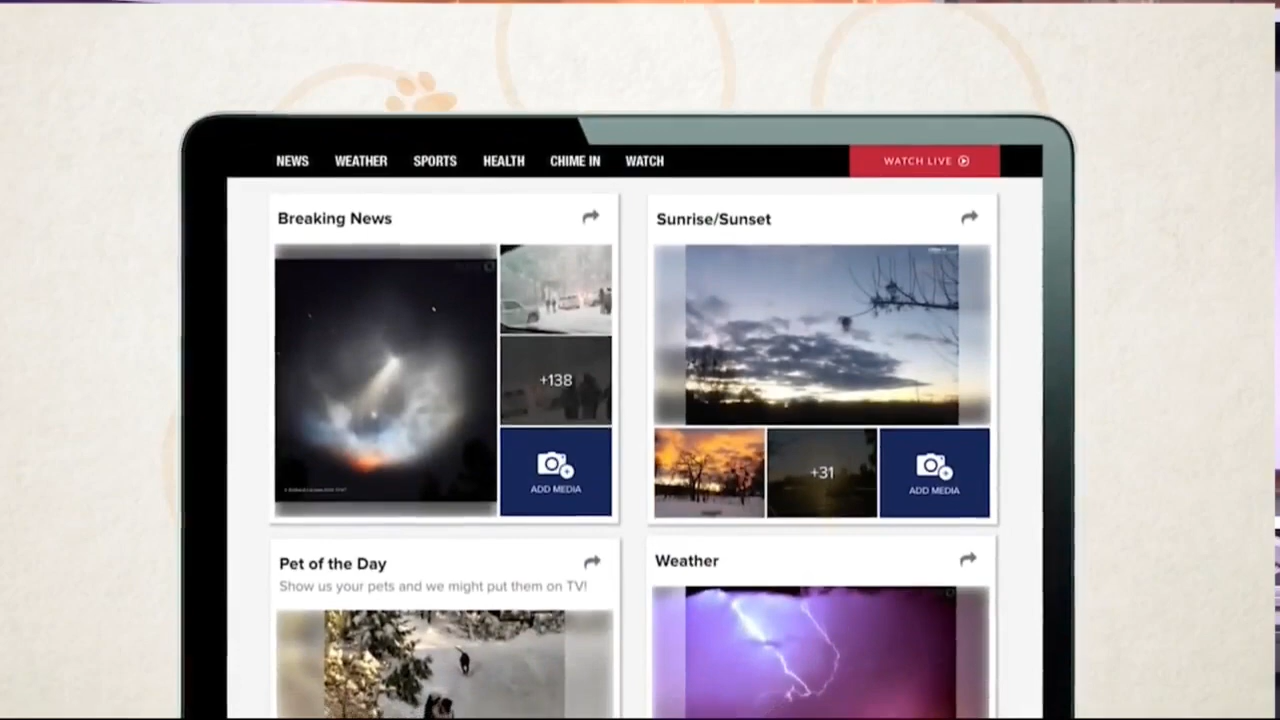 NEWS WEATHER SPORTS HEALTH CHIME IN WATCH WATCH LIVE
Breaking News
Sunrise/Sunset
+138
ADD MEDIA
+31
ADD MEDIA
Pet of the Day
Show us your pets and we might put them on TV!
Weather